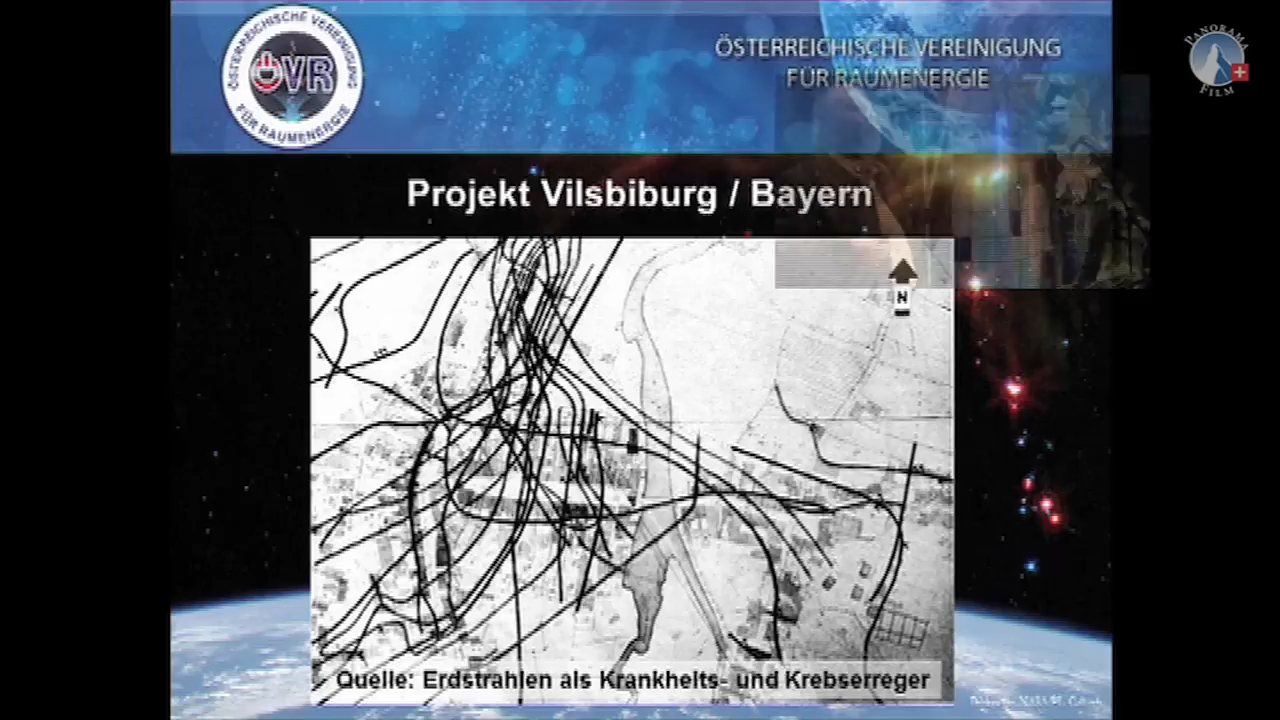 ÖSTERREICHISCHE VEREINIGUNG
FÜR RAUMENERGIE
ÖVR
ÖSTERREICHISCHE VEREINIGUNG
FÜR RAUMENERGIE
PANORAMA
FILM
Projekt Vilsbiburg / Bayern
N
Quelle: Erdstrahlen als Krankheits- und Krebserreger